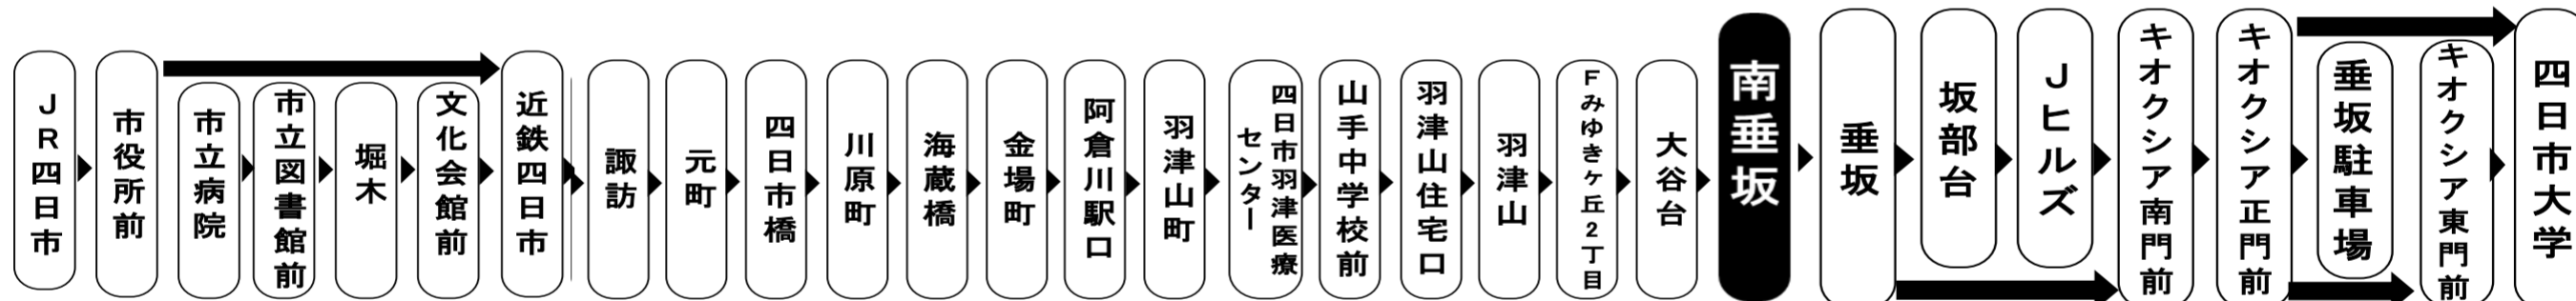 JR四日市
市役所前
市立病院
市立図書館前
堀木
文化会館前
近鉄四日市
諏訪
元町
四日市橋
川原町
海蔵橋
金場町
阿倉川駅口
羽津山町
四日市羽津医療
センター
山手中学校前
羽津山住宅口
羽津山
Fみゆきヶ丘2丁目
大谷台
南垂坂
垂坂
坂部台
Jヒルズ
キオクシア南門前
キオクシア正門前
垂坂駐車場
キオクシア東門前
四日市大学